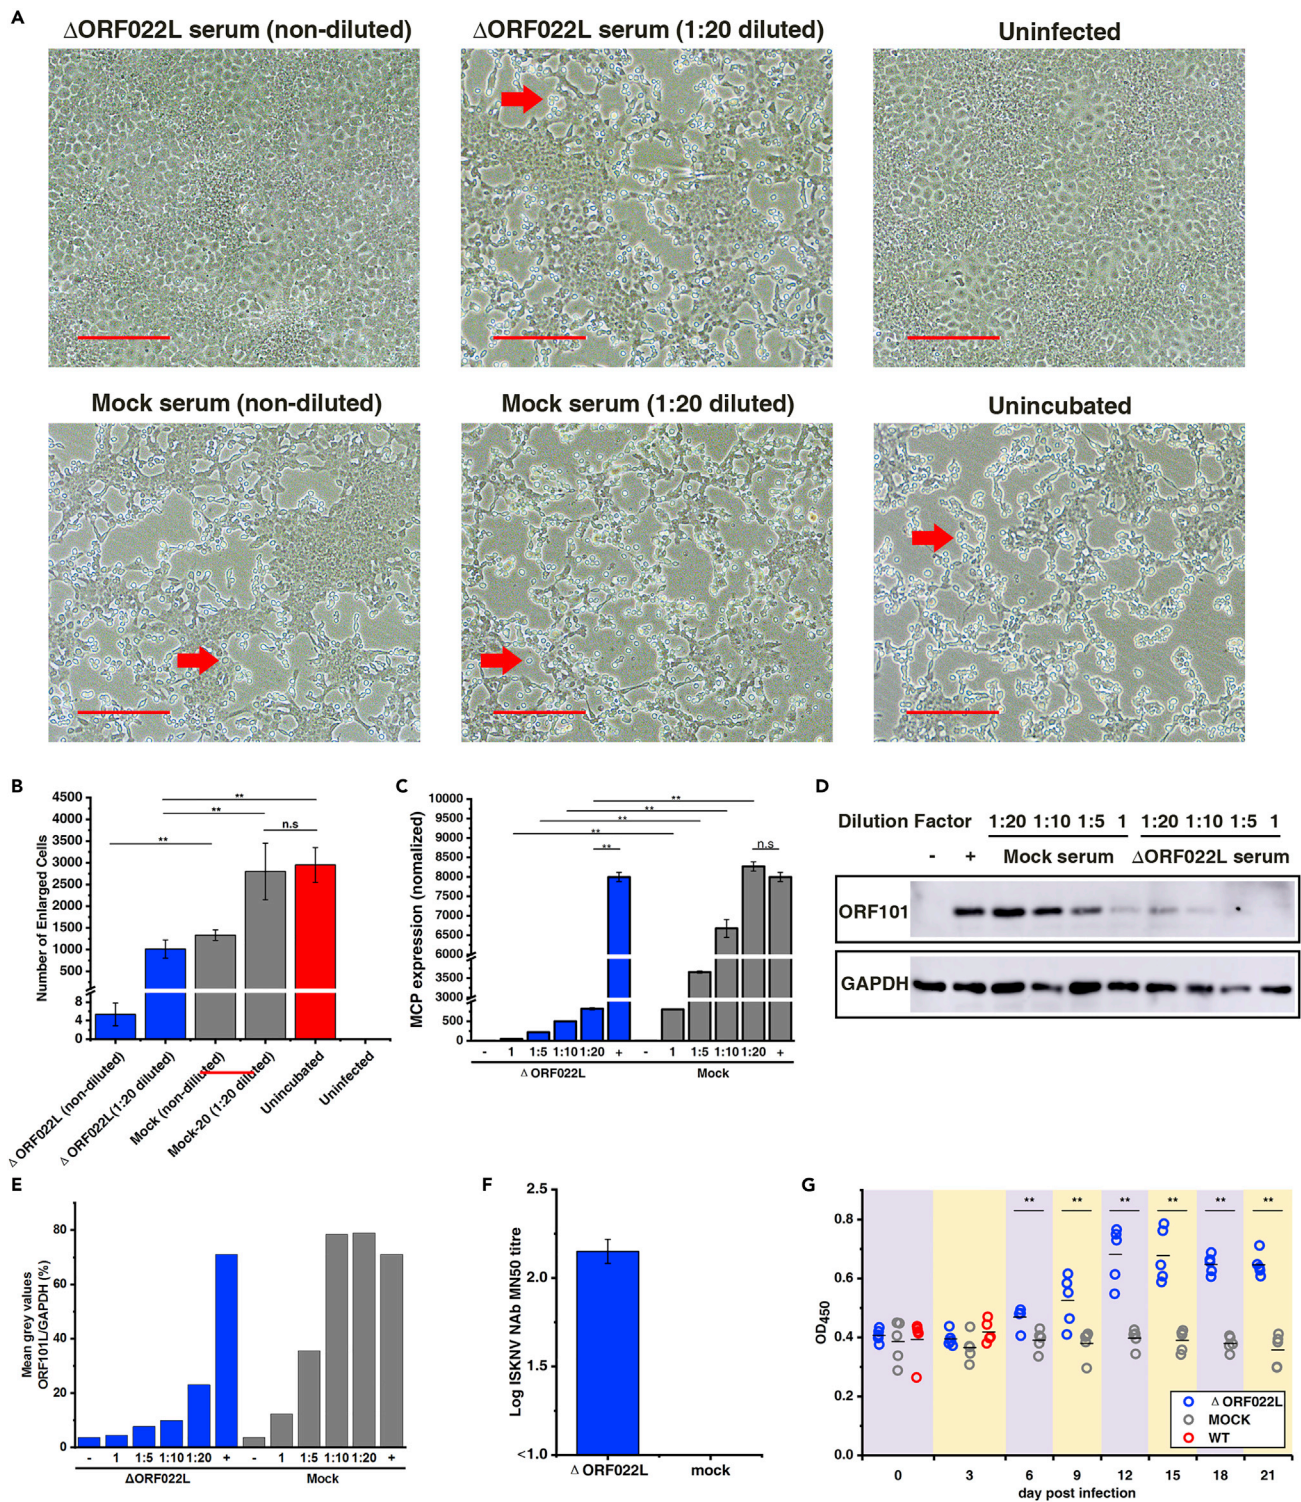 A
ΔORF022L serum (non-diluted)
ΔORF022L serum (1:20 diluted)
Uninfected
Mock serum (non-diluted)
Mock serum (1:20 diluted)
Unincubated
B
Number of Enlarged Cells
4500
4000
3500
3000
2500
2000
1500
1000
500
8
4
0
**
**
**
n.s
Δ ORF022L (non-diluted)
Δ ORF022L(1:20 diluted)
Mock (non-diluted)
Mock-20 (1:20 diluted)
Unincubated
Uninfected
C
MCP expression (nomalized)
10000
9500
9000
8500
8000
7500
7000
6500
6000
3500
3000
500
0
**
**
**
**
**
n.s
- 1 1:5 1:10 1:20 + - 1 1:5 1:10 1:20 +
Δ ORF022L Mock
D
Dilution Factor 1:20 1:10 1:5 1 1:20 1:10 1:5 1
- + Mock serum ΔORF022L serum
ORF101
GAPDH
E
Mean grey values
ORF101L/GAPDH (%)
80
60
40
20
0
- 1 1:5 1:10 1:20 + - 1 1:5 1:10 1:20 +
ΔORF022L Mock
F
Log ISKNV NAb MN50 titre
2.5
2.0
1.5
<1.0
Δ ORF022L mock
G
OD450
0.8
0.6
0.4
0.2
0.0
** ** ** ** ** **
Δ ORF022L
MOCK
WT
0 3 6 9 12 15 18 21
day post infection